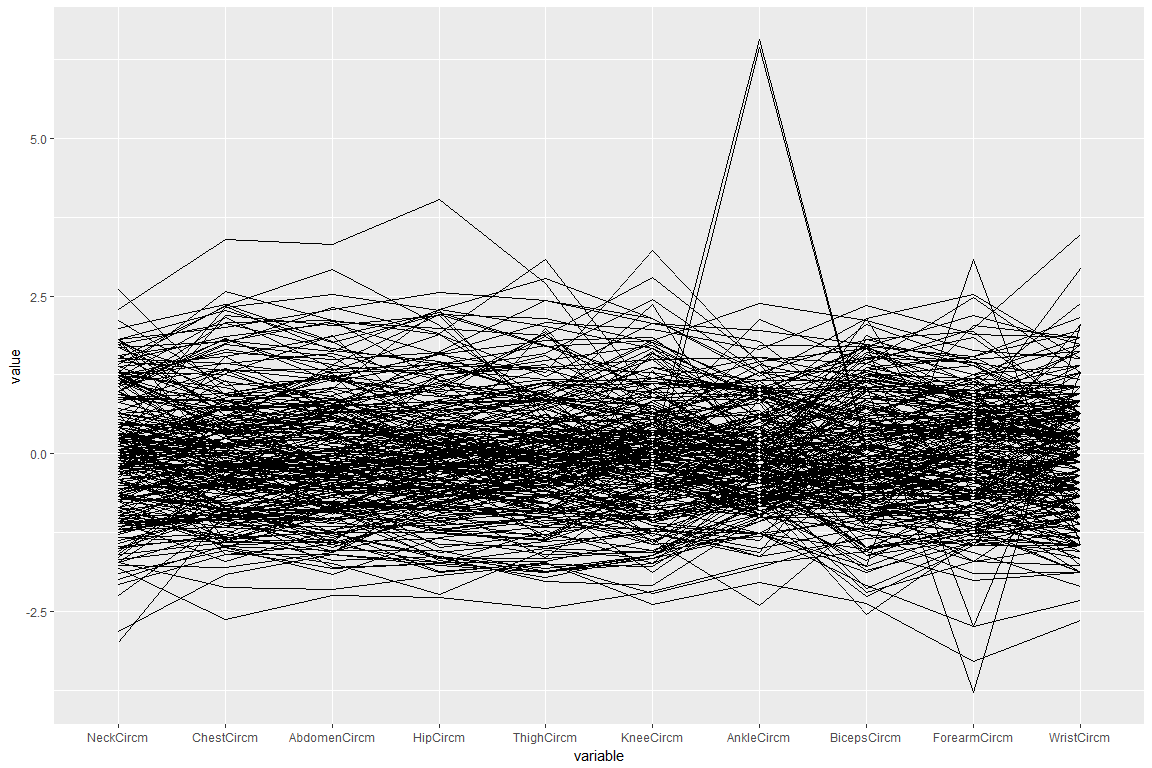 value
5.0
2.5
0.0
-2.5
NeckCircm ChestCircm AbdomenCircm HipCircm ThighCircm KneeCircm AnkleCircm BicepsCircm ForearmCircm WristCircm
variable